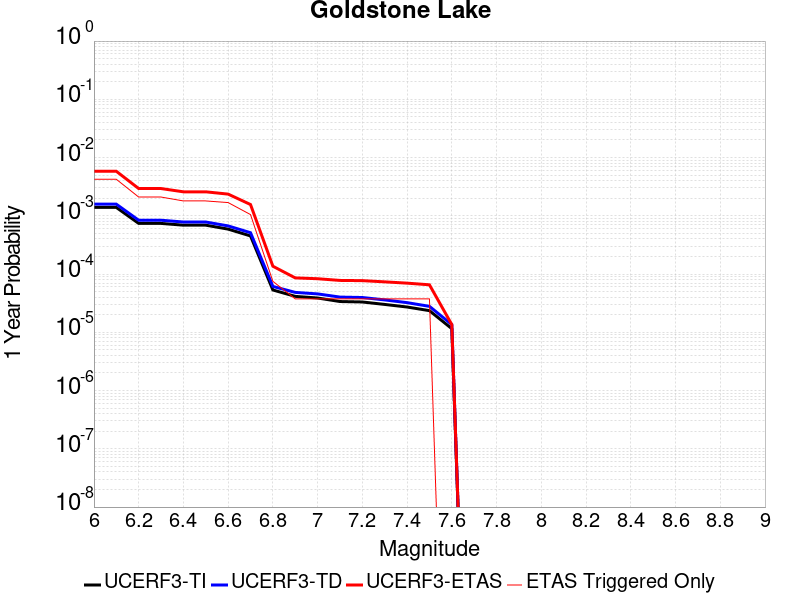 Goldstone Lake
10^0
10^-1
10^-2
10^-3
10^-4
10^-5
10^-6
10^-7
10^-8
1 Year Probability
6 6.2 6.4 6.6 6.8 7 7.2 7.4 7.6 7.8 8 8.2 8.4 8.6 8.8 9
Magnitude
UCERF3-TI UCERF3-TD UCERF3-ETAS ETAS Triggered Only